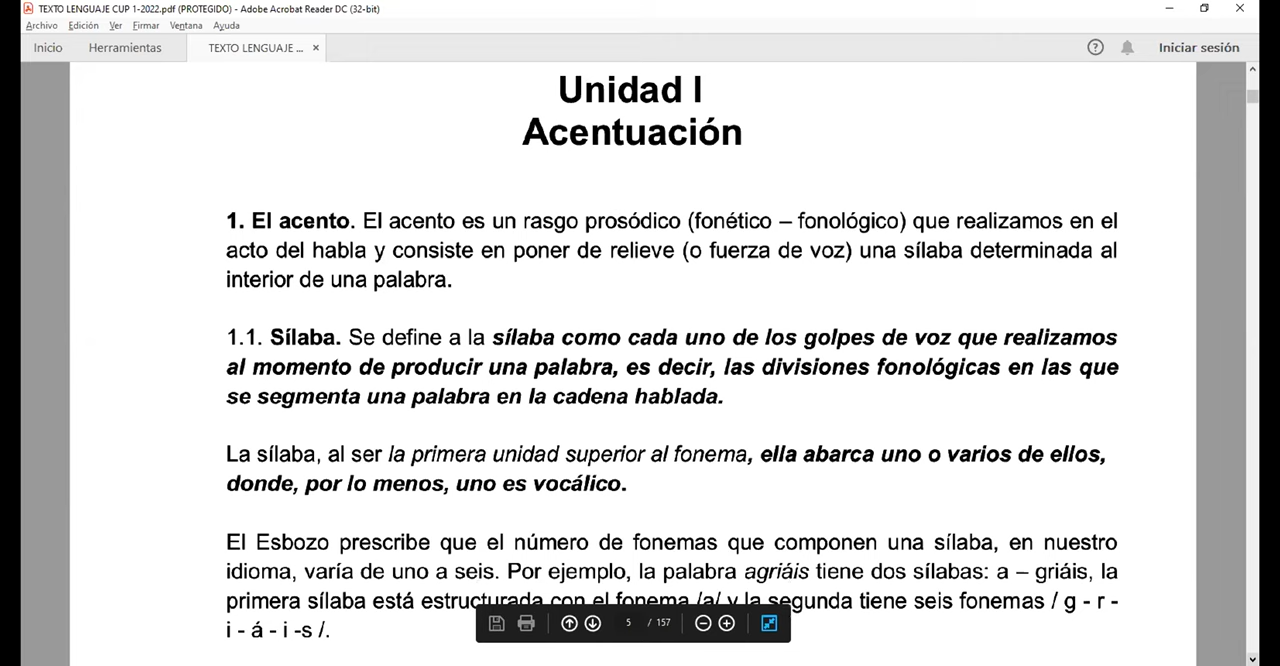 TEXTO LENGUAJE CUP 1-2022.pdf (PROTEGIDO) - Adobe Acrobat Reader DC (32-bit)
Archivo Edición Ver Firmar Ventana Ayuda
Inicio Herramientas TEXTO LENGUAJE ... × Iniciar sesión
Unidad I
Acentuación
1. El acento. El acento es un rasgo prosódico (fonético – fonológico) que realizamos en el
acto del habla y consiste en poner de relieve (o fuerza de voz) una sílaba determinada al
interior de una palabra.
1.1. Sílaba. Se define a la sílaba como cada uno de los golpes de voz que realizamos
al momento de producir una palabra, es decir, las divisiones fonológicas en las que
se segmenta una palabra en la cadena hablada.
La sílaba, al ser la primera unidad superior al fonema, ella abarca uno o varios de ellos,
donde, por lo menos, uno es vocálico.
El Esbozo prescribe que el número de fonemas que componen una sílaba, en nuestro
idioma, varía de uno a seis. Por ejemplo, la palabra agriáis tiene dos sílabas: a – griáis, la
primera sílaba está estructurada con el fonema /a/ y la segunda tiene seis fonemas / g - r -
i - á - i -s /.
5 / 157